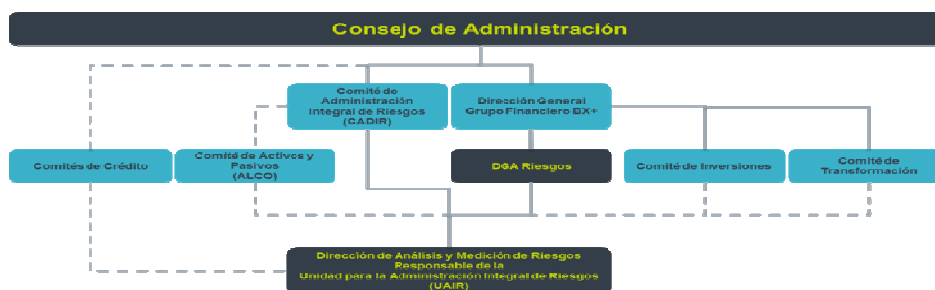 Consejo de Administración
Comité de
Administración
Integral de Riesgos
(CADIR)
Dirección General
Grupo Financiero BX+
Comités de Crédito
Comité de Activos y
Pasivos
(ALCO)
DGA Riesgos
Comité de Inversiones
Comité de
Transformación
Dirección de Análisis y Medición de Riesgos
Responsable de la
Unidad para la Administración Integral de Riesgos
(UAIR)